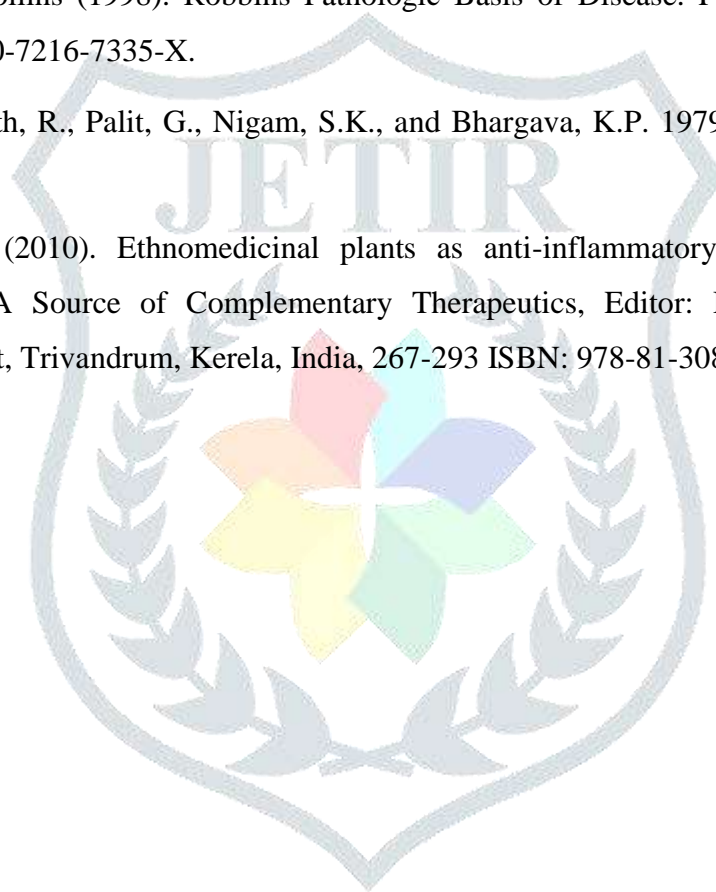 (1998). Robbins Pathologic Basis of Disease.
0-7216-7335-X.
th, R., Palit, G., Nigam, S.K., and Bhargava, K.P. 1979
JETIR
(2010). Ethnomedicinal plants as anti-inflammatory
A Source of Complementary Therapeutics, Editor:
t, Trivandrum, Kerela, India, 267-293 ISBN: 978-81-308